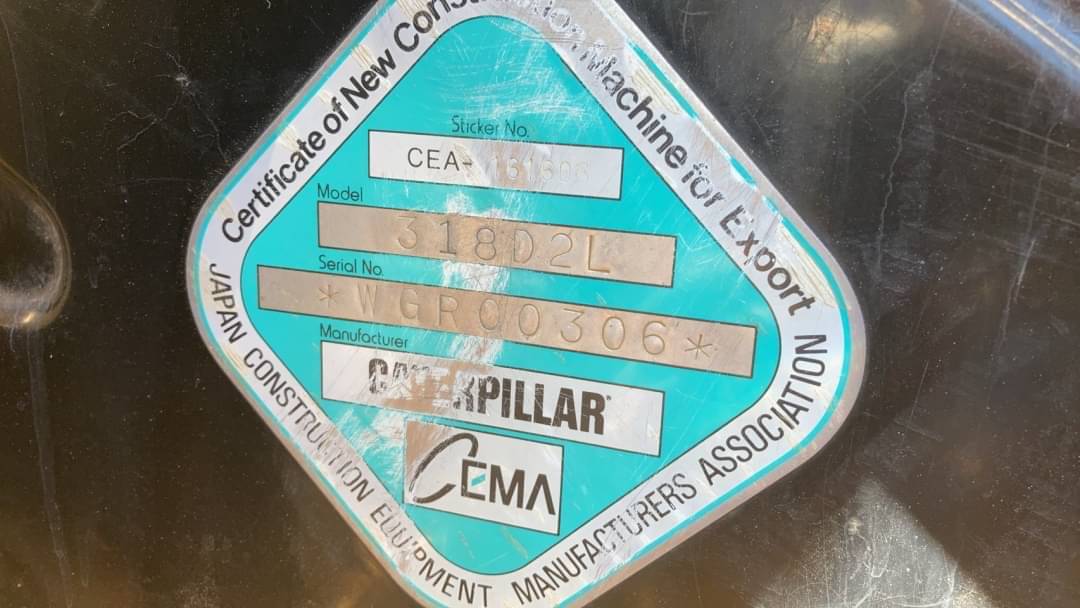 Certificate of New Construction Machine for Export
Sticker No.
CEA-
Model
318D2L
Serial No.
*WGR00306*
Manufacturer
CATERPILLAR
CEMA
JAPAN CONSTRUCTION EQUIPMENT MANUFACTURERS ASSOCIATION